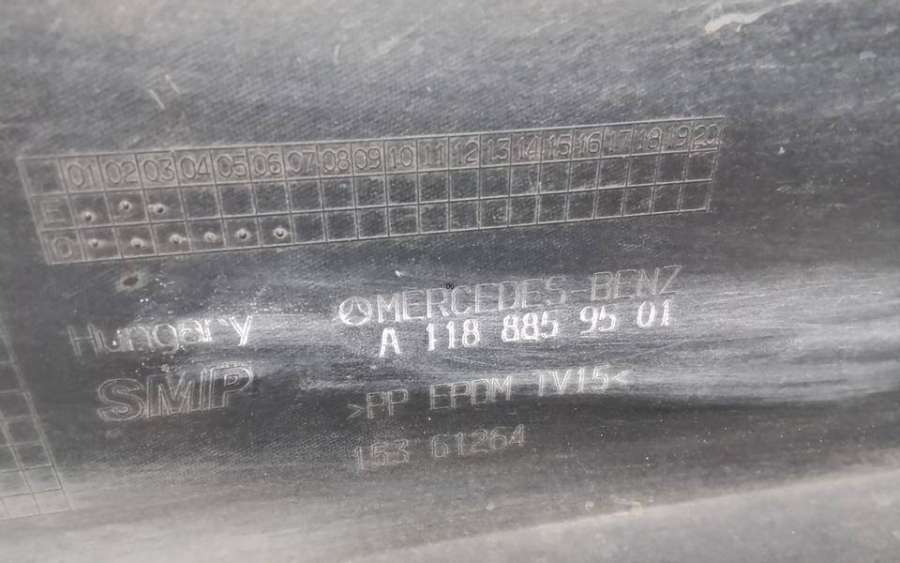 01 02 03 04 05 06 07 08 09 10 11 12 13 14 15 16 17 18 19 20
E
C
MERCEDES-BENZ
A 118 885 95 01
Hungary
SMP
>PP EPDM TV15<
153 61264